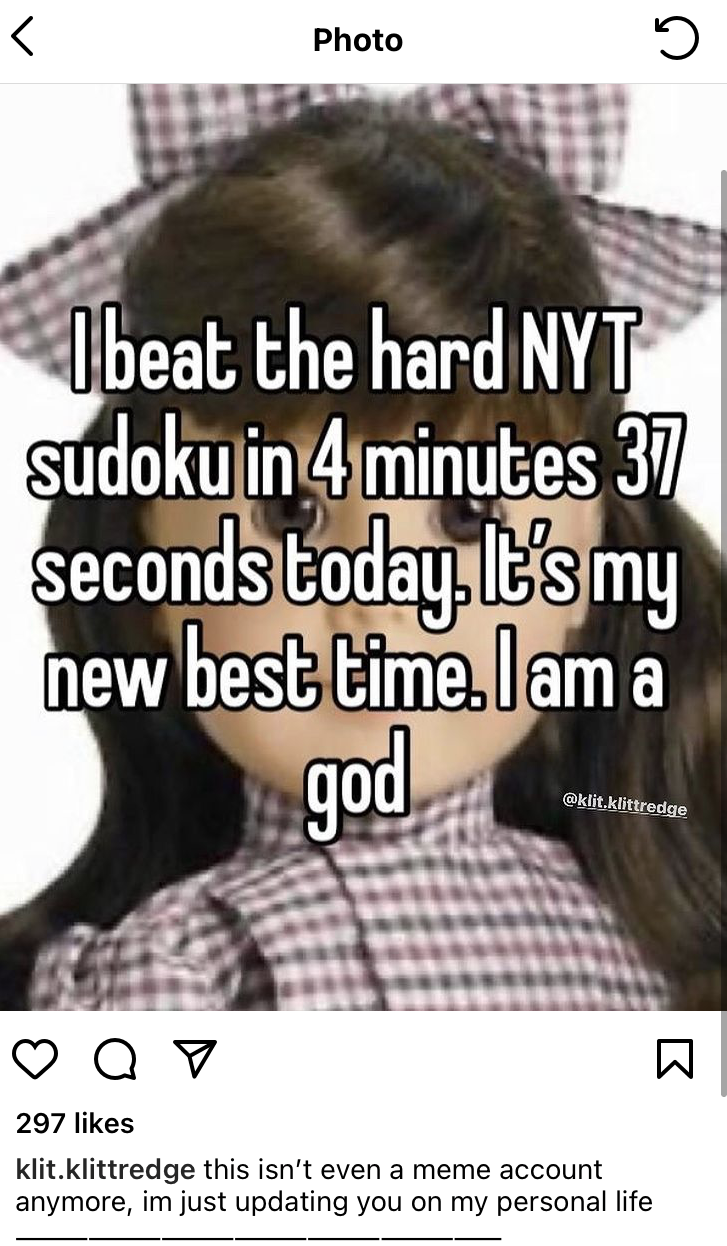 Photo
I beat the hard NYT
sudoku in 4 minutes 37
seconds today. It's my
new best time. I am a
god
@klit.klittredge
297 likes
klit.klittredge this isn't even a meme account
anymore, im just updating you on my personal life